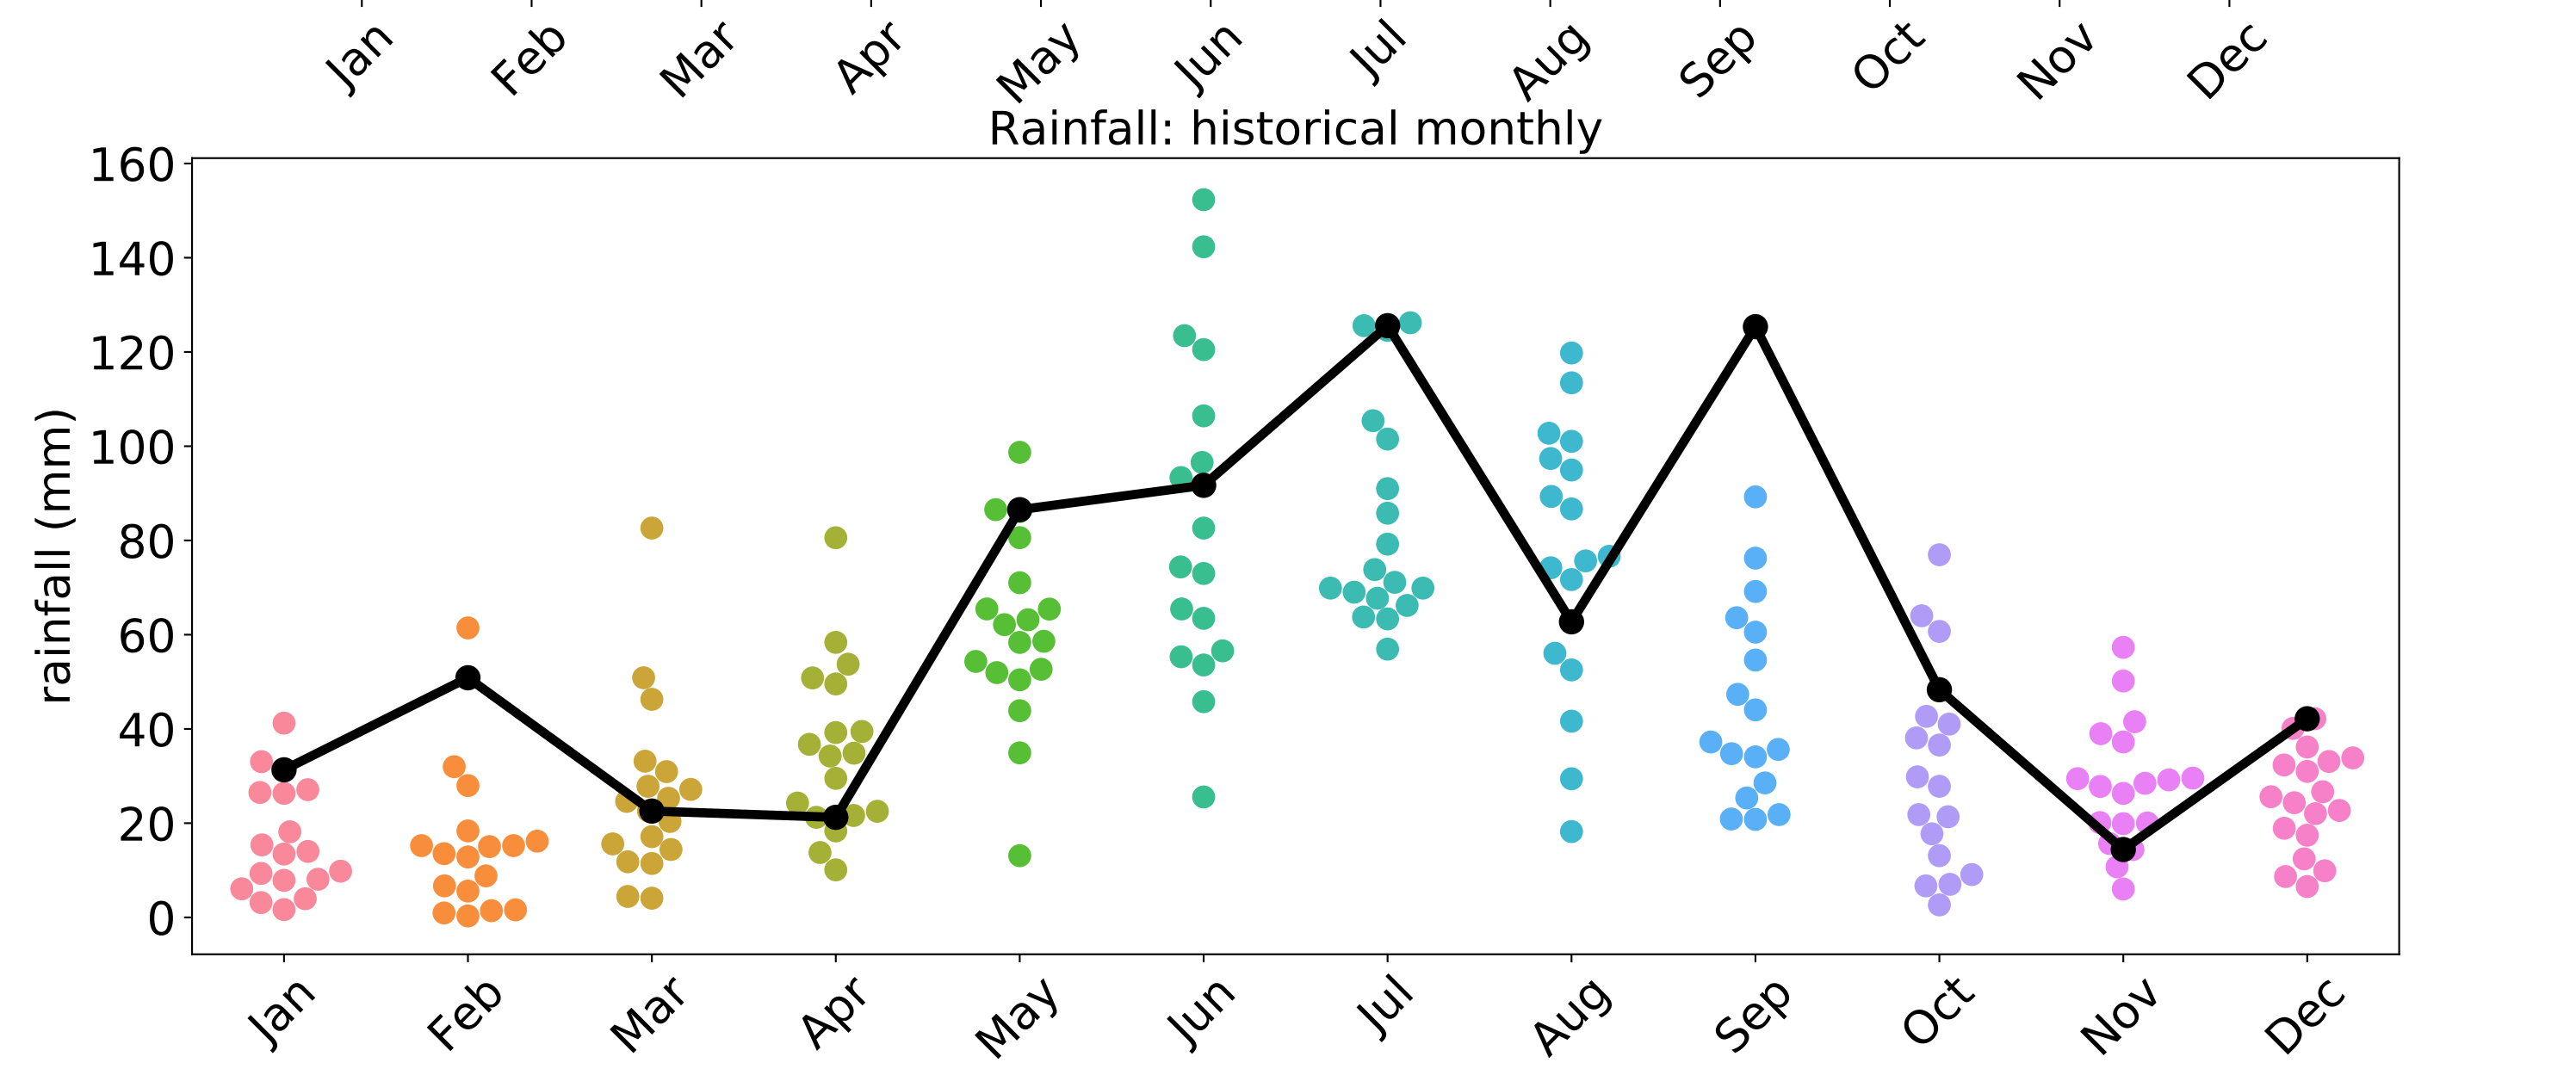 Jan Feb Mar Apr May Jun Jul Aug Sep Oct Nov Dec
Rainfall: historical monthly
160
140
120
100
80
60
40
20
0
rainfall (mm)
Jan Feb Mar Apr May Jun Jul Aug Sep Oct Nov Dec